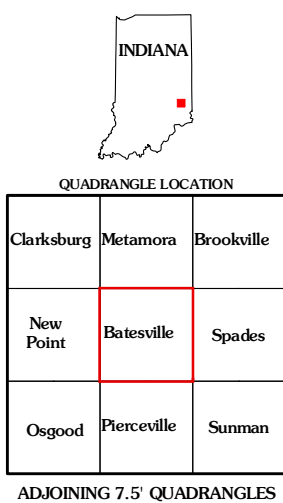 INDIANA
QUADRANGLE LOCATION
Clarksburg Metamora Brookville
New
Point
Batesville Spades
Osgood Pierceville Sunman
ADJOINING 7.5' QUADRANGLES